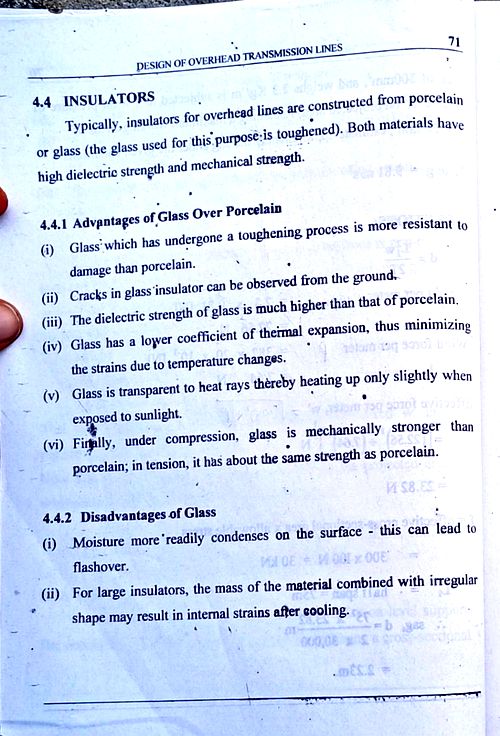 DESIGN OF OVERHEAD TRANSMISSION LINES
71
4.4 INSULATORS
Typically, insulators for overhead lines are constructed from porcelain
or glass (the glass used for this purpose is toughened). Both materials have
high dielectric strength and mechanical strength.
4.4.1 Advantages of Glass Over Porcelain
(i) Glass which has undergone a toughening process is more resistant to
damage than porcelain.
(ii) Cracks in glass insulator can be observed from the ground.
(iii) The dielectric strength of glass is much higher than that of porcelain.
(iv) Glass has a lower coefficient of thermal expansion, thus minimizing
the strains due to temperature changes.
(v) Glass is transparent to heat rays thereby heating up only slightly when
exposed to sunlight.
(vi) Finally, under compression, glass is mechanically stronger than
porcelain; in tension, it has about the same strength as porcelain.
4.4.2 Disadvantages of Glass
(i) Moisture more readily condenses on the surface - this can lead to
flashover.
(ii) For large insulators, the mass of the material combined with irregular
shape may result in internal strains after cooling.